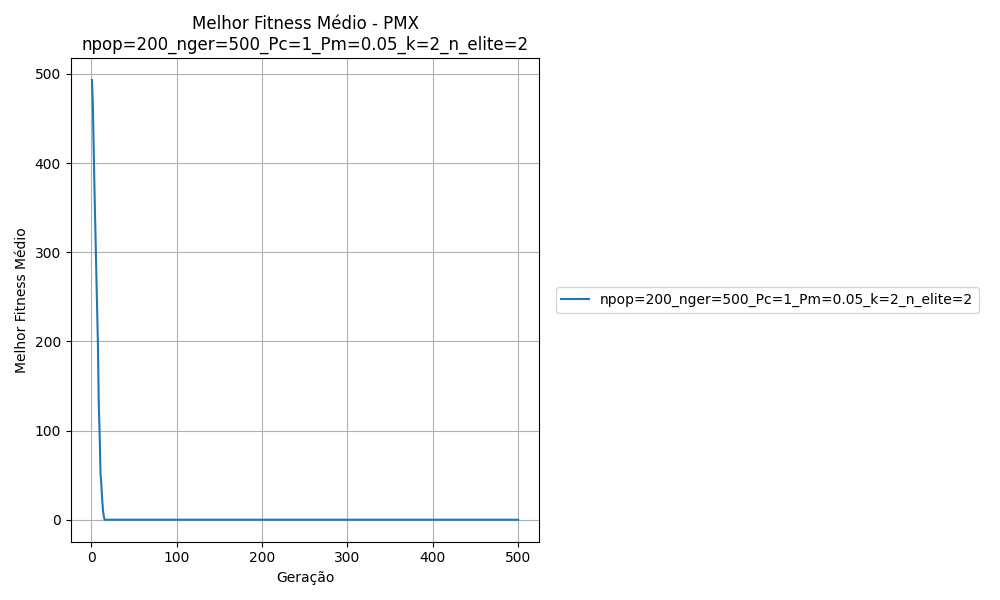 Melhor Fitness Médio - PMX
npop=200_nger=500_Pc=1_Pm=0.05_k=2_n_elite=2
500
400
300
200
100
0
Melhor Fitness Médio
0 100 200 300 400 500
Geração
npop=200_nger=500_Pc=1_Pm=0.05_k=2_n_elite=2